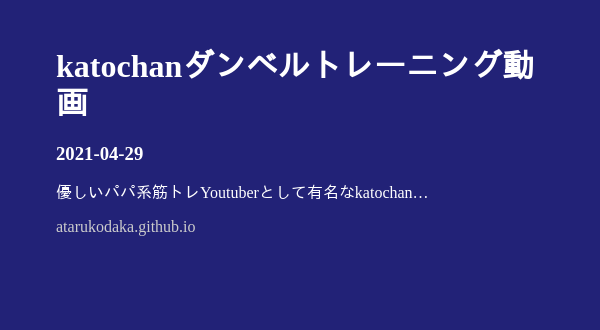 katochanダンベルトレーニング動
画
2021-04-29
優しいパパ系筋トレYoutuberとして有名なkatochan…
atarukodaka.github.io